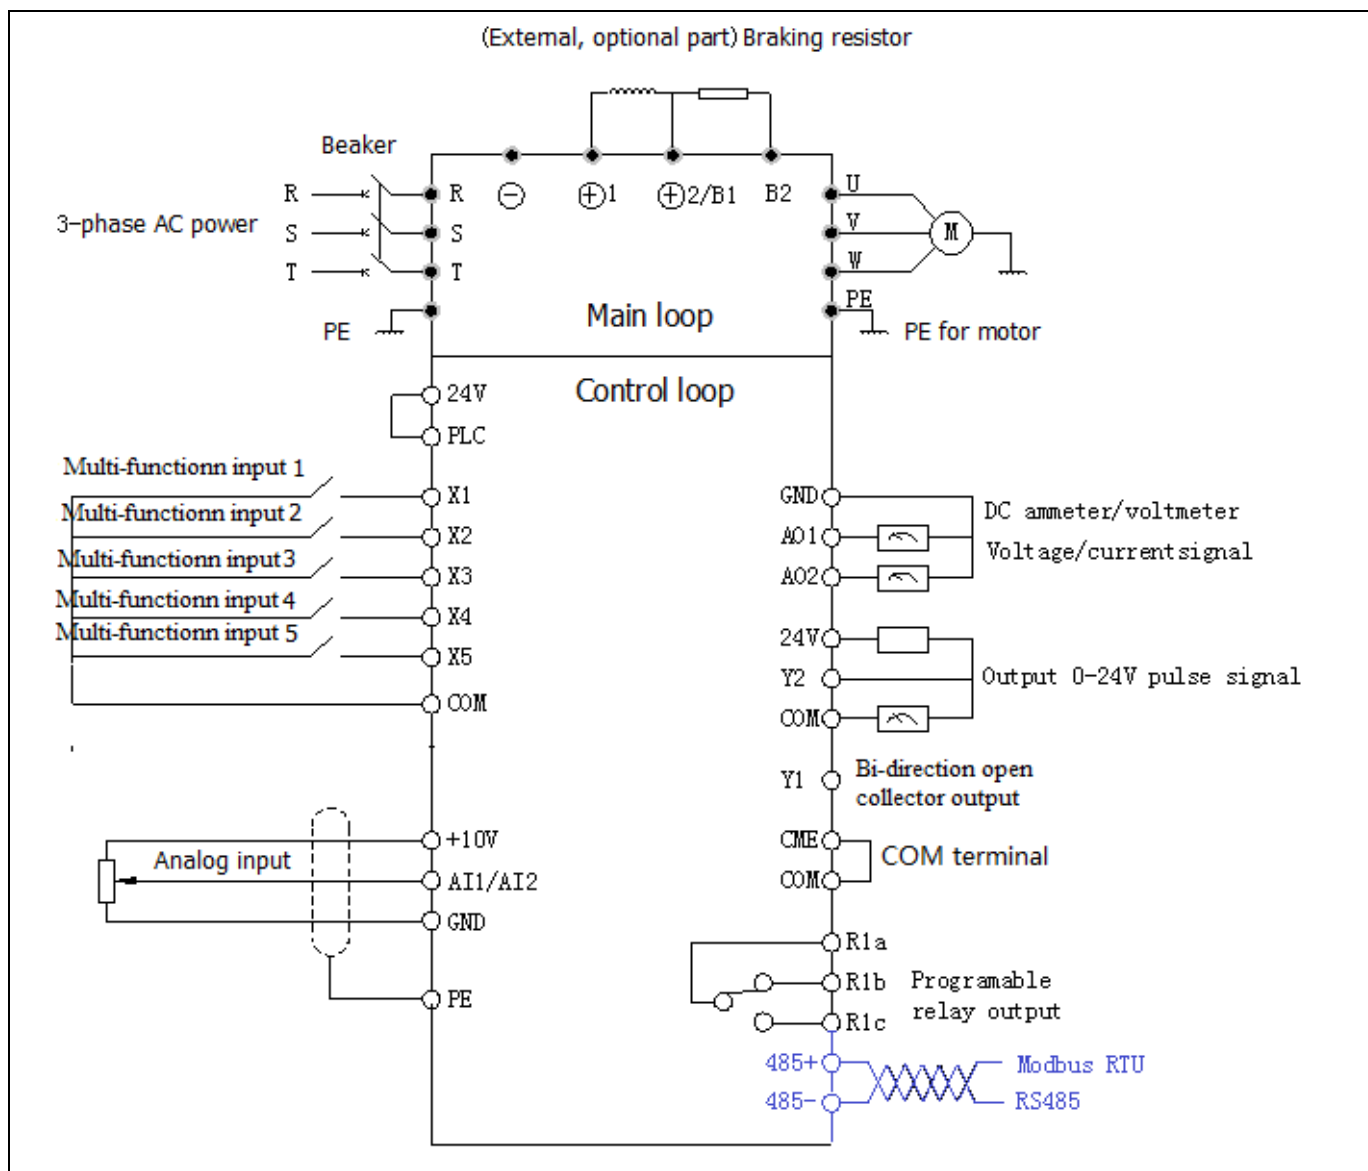 (External, optional part) Braking resistor
Beaker
R
S
T
3-phase AC power
PE
R
S
T
⊖
⊕1
⊕2/B1
B2
U
V
W
PE
M
PE for motor
Main loop
Control loop
24V
PLC
Multi-functionn input 1
X1
Multi-functionn input 2
X2
Multi-functionn input 3
X3
Multi-functionn input 4
X4
Multi-functionn input 5
X5
COM
+10V
Analog input
AI1/AI2
GND
PE
GND
AO1
AO2
DC ammeter/voltmeter
Voltage/currentsignal
24V
Y2
COM
Output 0-24V pulse signal
Y1
Bi-direction open
collector output
CME
COM
COM terminal
R1a
R1b
R1c
Programable
relay output
485+
485-
Modbus RTU
RS485